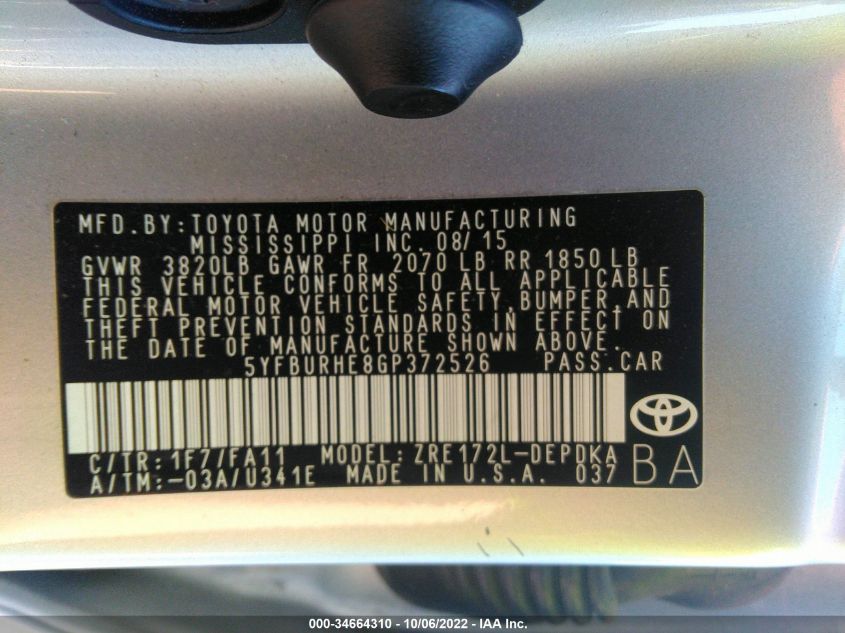 MFD.BY:TOYOTA MOTOR MANUFACTURING
MISSISSIPPI INC. 08/15
GVWR 3820LB GAWR FR 2070 LB RR 1850 LB
THIS VEHICLE CONFORMS TO ALL APPLICABLE
FEDERAL MOTOR VEHICLE SAFETY,BUMPER,AND
THEFT PREVENTION STANDARDS IN EFFECT ON
THE DATE OF MANUFACTURE SHOWN ABOVE.
5YFBURHE8GP372526 PASS.CAR
C/TR:1F7/FA11 MODEL:ZRE172L-DEPDKA
A/TM:-03A/U341E MADE IN U.S.A. 037
BA
000-34664310 - 10/06/2022 - IAA Inc.